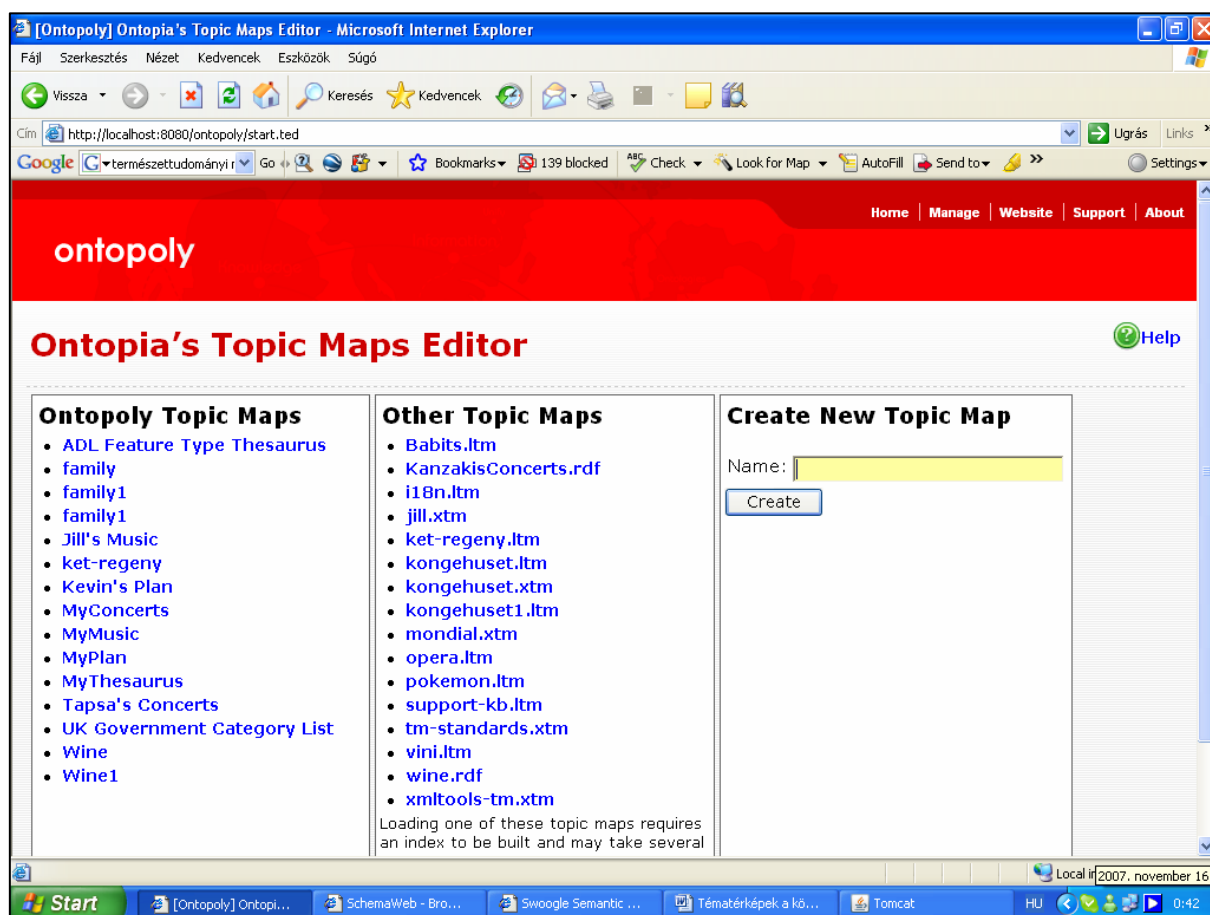 [Ontopoly] Ontopia's Topic Maps Editor - Microsoft Internet Explorer
Fájl Szerkesztés Nézet Kedvencek Eszközök Súgó
Vissza Keresés Kedvencek
Cím http://localhost:8080/ontopoly/start.ted Ugrás Links »
Google G természettudományi Go Bookmarks 139 blocked ABC Check Look for Map AutoFill Send to » Settings
Home | Manage | Website | Support | About
ontopoly
Ontopia's Topic Maps Editor
Help
Ontopoly Topic Maps
• ADL Feature Type Thesaurus
• family
• family1
• family1
• Jill's Music
• ket-regeny
• Kevin's Plan
• MyConcerts
• MyMusic
• MyPlan
• MyThesaurus
• Tapsa's Concerts
• UK Government Category List
• Wine
• Wine1
Other Topic Maps
• Babits.ltm
• KanzakisConcerts.rdf
• i18n.ltm
• jill.xtm
• ket-regeny.ltm
• kongehuset.ltm
• kongehuset.xtm
• kongehuset1.ltm
• mondial.xtm
• opera.ltm
• pokemon.ltm
• support-kb.ltm
• tm-standards.xtm
• vini.ltm
• wine.rdf
• xmltools-tm.xtm
Loading one of these topic maps requires
an index to be built and may take several
Create New Topic Map
Name:
Create
Local 2007. november 16
Start [Ontopoly] Ontopi... SchemaWeb - Bro... Swoogle Semantic ... Tématérképek a kö... Tomcat HU 0:42